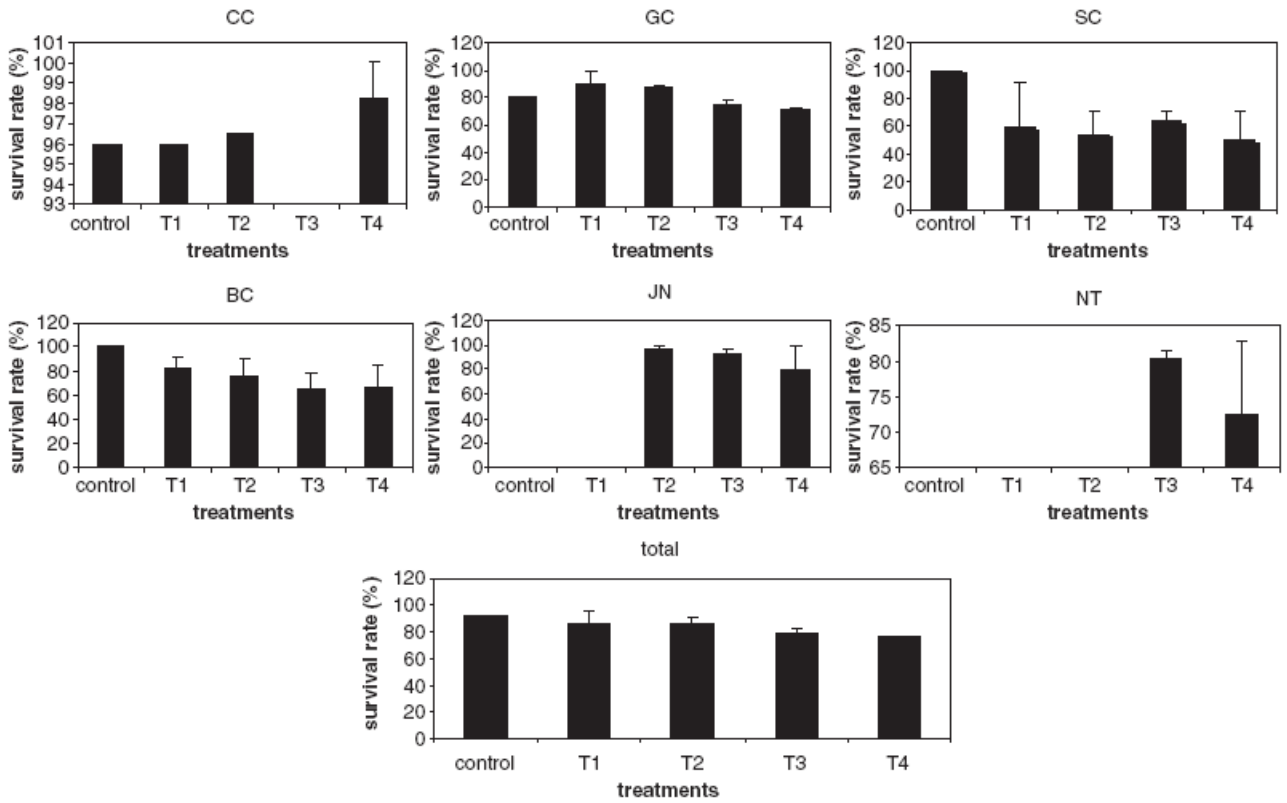 CC
survival rate (%)
101
100
99
98
97
96
95
94
93
control T1 T2 T3 T4
treatments
GC
survival rate (%)
120
100
80
60
40
20
0
control T1 T2 T3 T4
treatments
SC
survival rate (%)
120
100
80
60
40
20
0
control T1 T2 T3 T4
treatments
BC
survival rate (%)
120
100
80
60
40
20
0
control T1 T2 T3 T4
treatments
JN
survival rate (%)
120
100
80
60
40
20
0
control T1 T2 T3 T4
treatments
NT
survival rate (%)
85
80
75
70
65
control T1 T2 T3 T4
treatments
total
survival rate (%)
120
100
80
60
40
20
0
control T1 T2 T3 T4
treatments